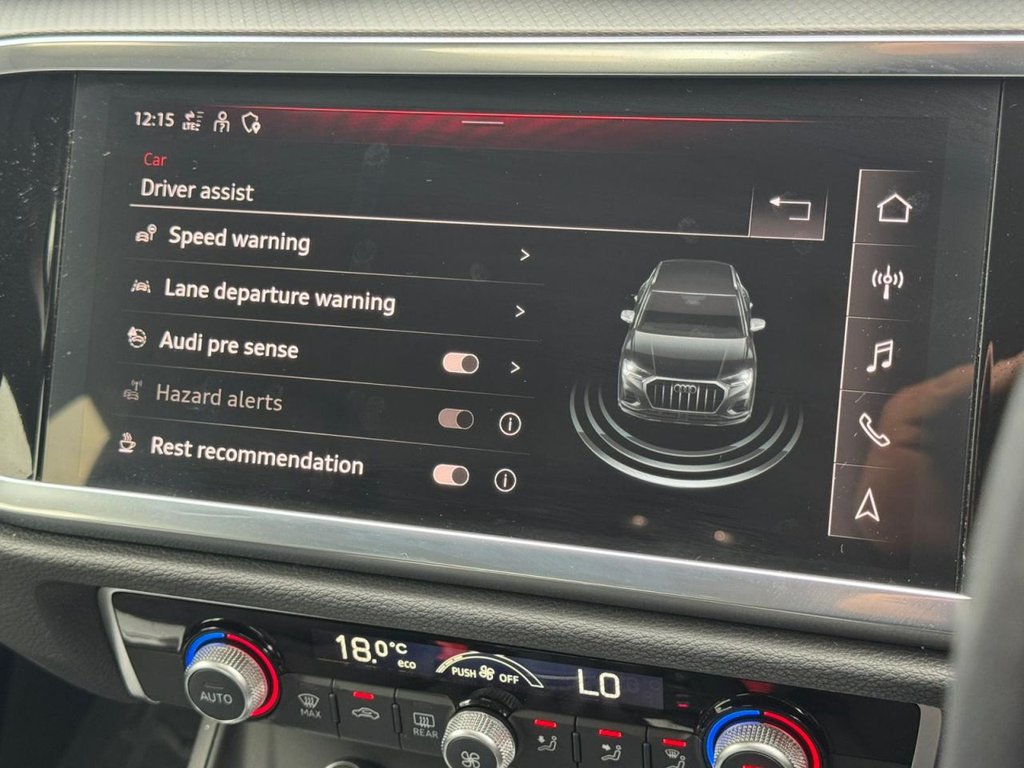 12:15 LTE
Car
Driver assist
Speed warning
Lane departure warning
Audi pre sense
Hazard alerts
Rest recommendation
18.0°C eco PUSH OFF LO
AUTO
MAX
REAR